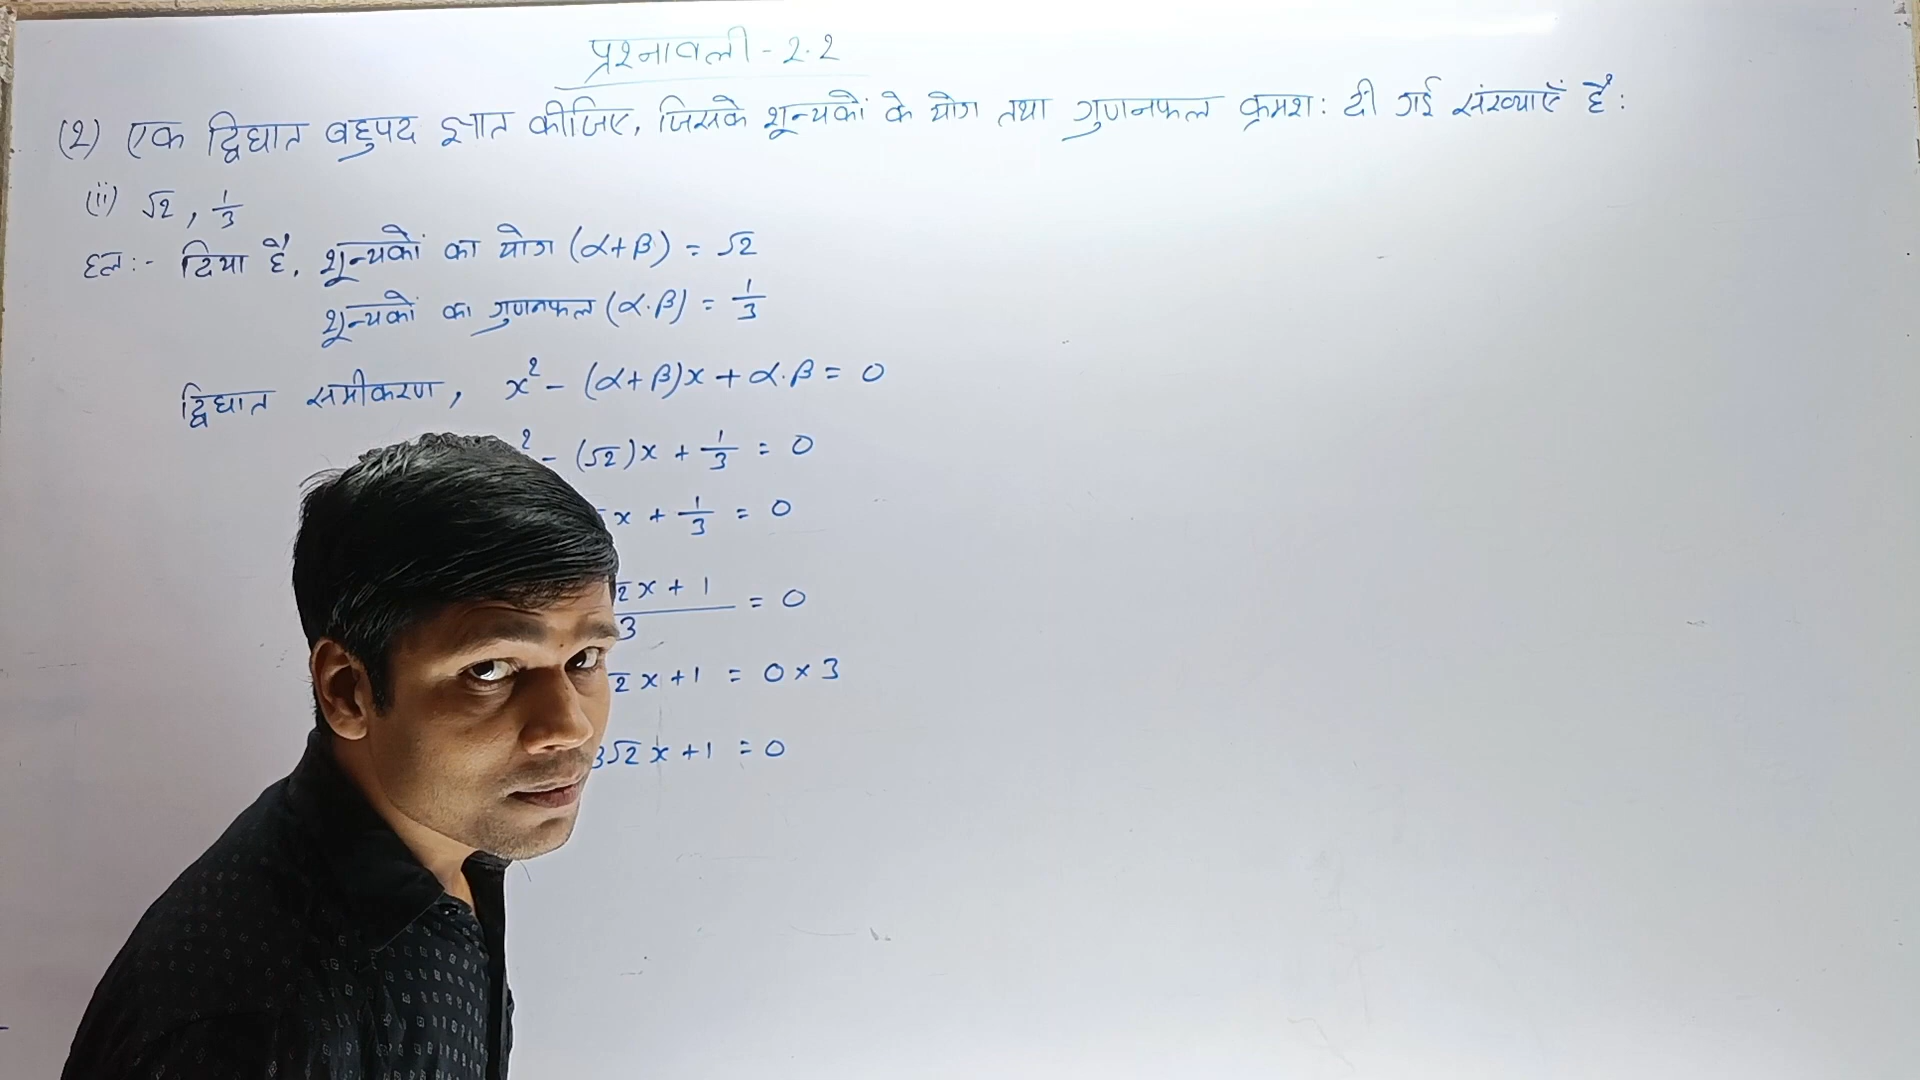 प्रश्नावली - 2.2
(2) एक द्विघात बहुपद ज्ञात कीजिए, जिसके शून्यकों के योग तथा गुणनफल क्रमश: दी गई संख्याएँ हैं :
(ii) √2 , 1/3
हल :- दिया है, शून्यकों का योग (α+β) = √2
शून्यकों का गुणनफल (α.β) = 1/3
द्विघात समीकरण, x² - (α+β)x + α.β = 0
² - (√2)x + 1/3 = 0
x + 1/3 = 0
2x + 1 / 3 = 0
2x + 1 = 0 × 3
3√2x + 1 = 0